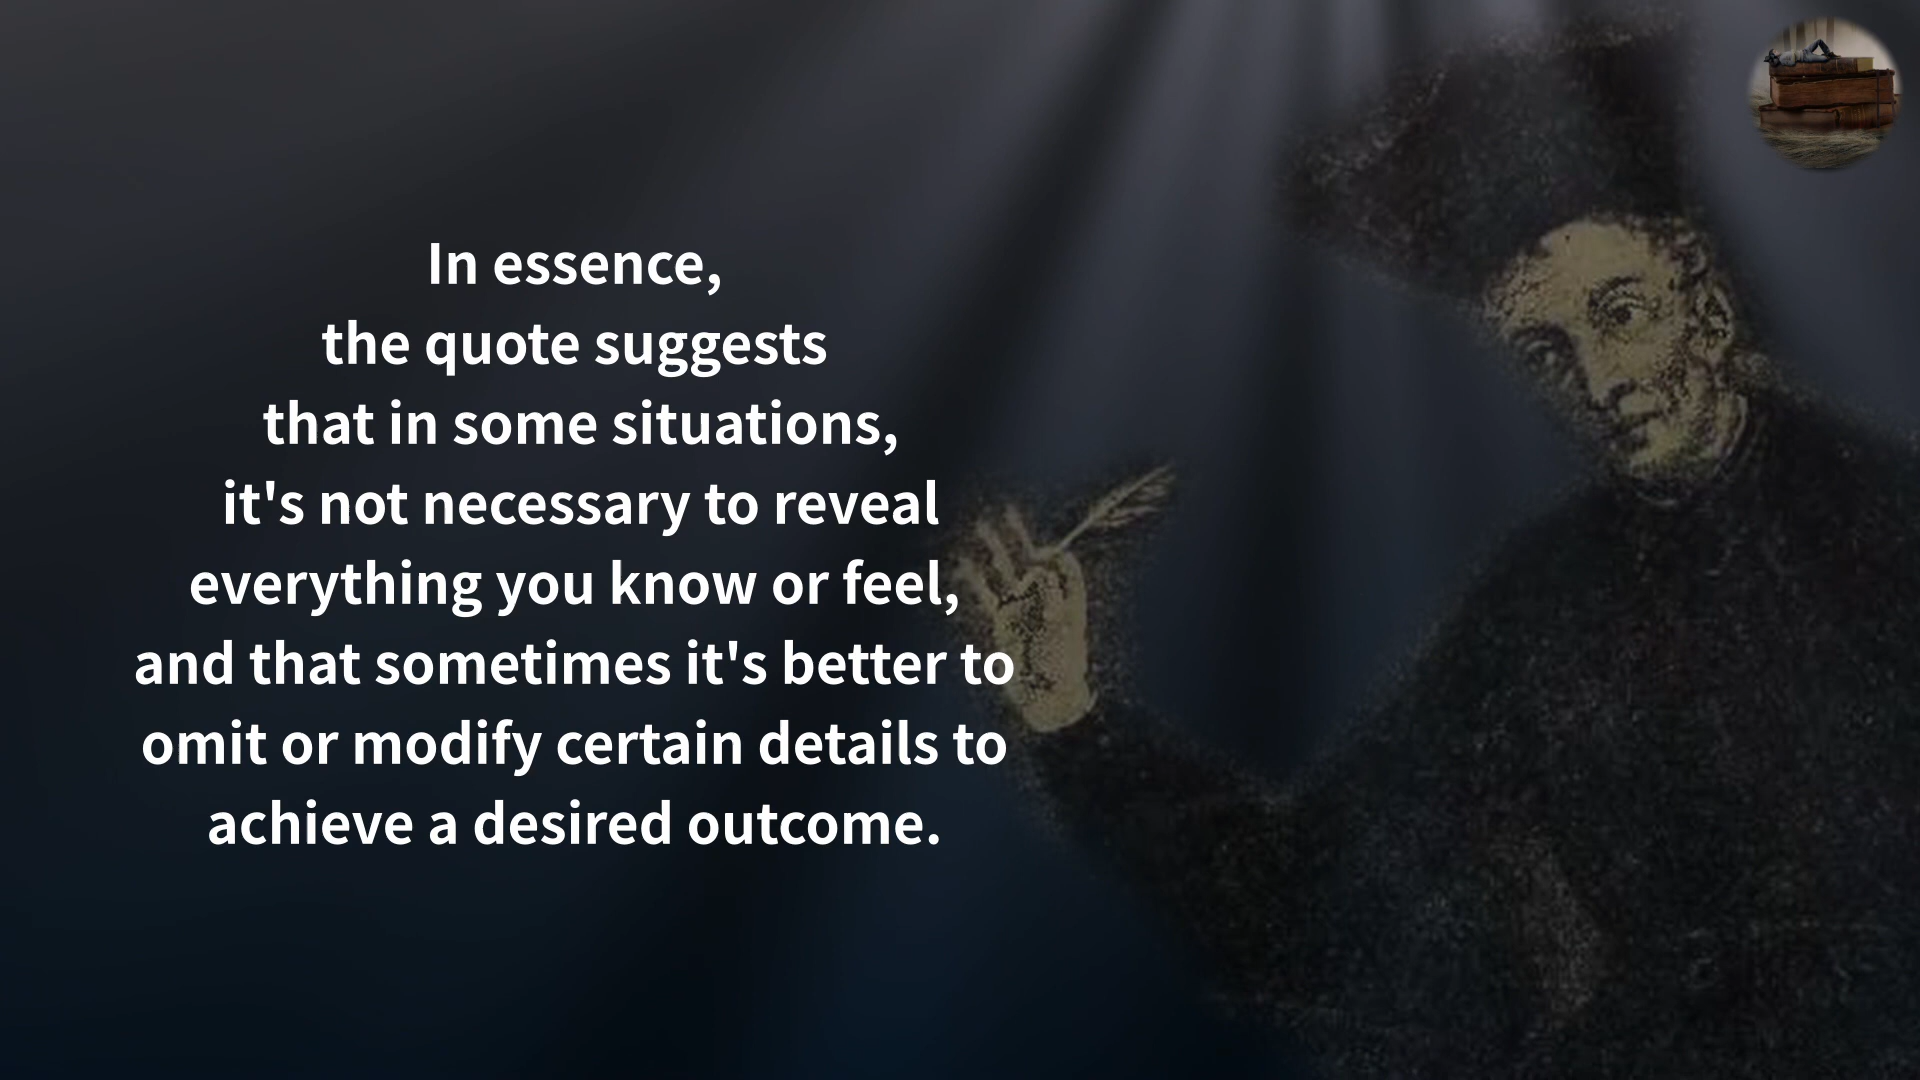 In essence,
the quote suggests
that in some situations,
it's not necessary to reveal
everything you know or feel,
and that sometimes it's better to
omit or modify certain details to
achieve a desired outcome.